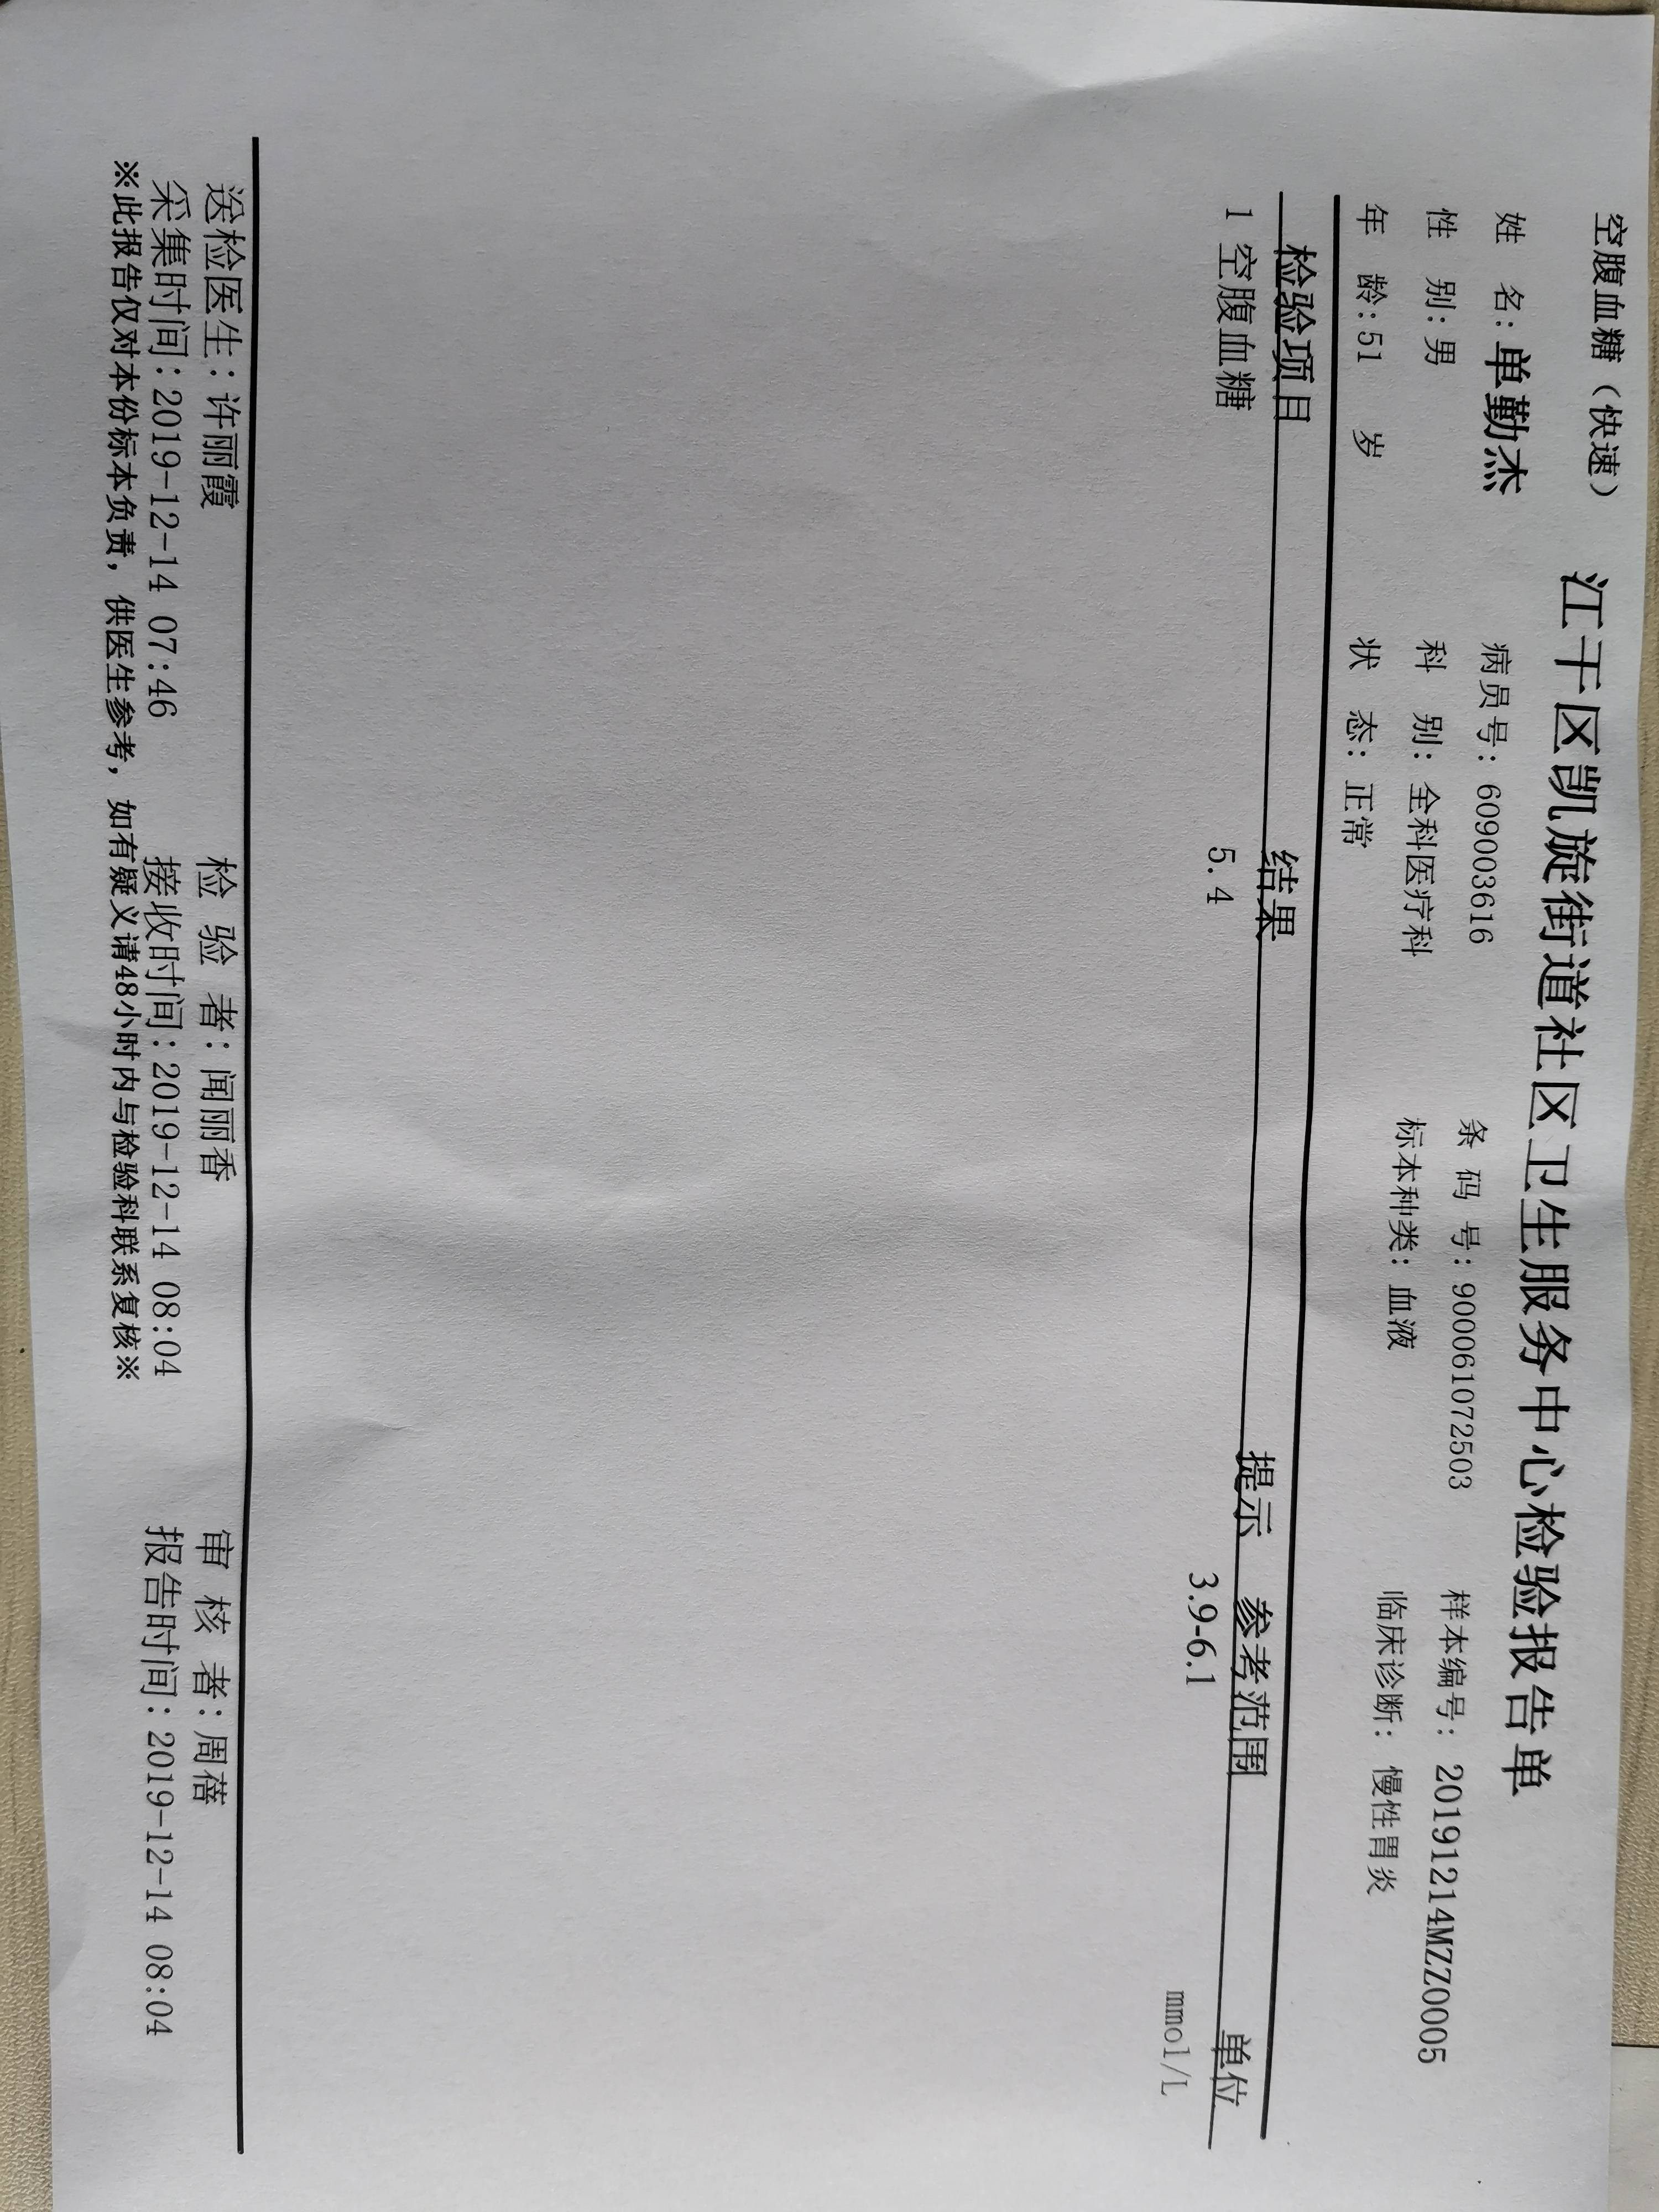 空腹血糖（快速）
江干区凯旋街道社区卫生服务中心检验报告单
姓 名: 单勤杰 病员号: 609003616 条 码 号: 900061072503 样本编号: 20191214MZZ0005
性 别: 男 科 别: 全科医疗科 标本种类: 血液 临床诊断: 慢性胃炎
年 龄: 51 岁 状 态: 正常
检验项目 结果 提示 参考范围 单位
1 空腹血糖 5.4 3.9-6.1 mmol/L
送检医生: 许丽霞 检 验 者: 闻丽香 审 核 者: 周蓓
采集时间: 2019-12-14 07:46 接收时间: 2019-12-14 08:04 报告时间: 2019-12-14 08:04
※此报告仅对本份标本负责，供医生参考，如有疑义请48小时内与检验科联系复核※